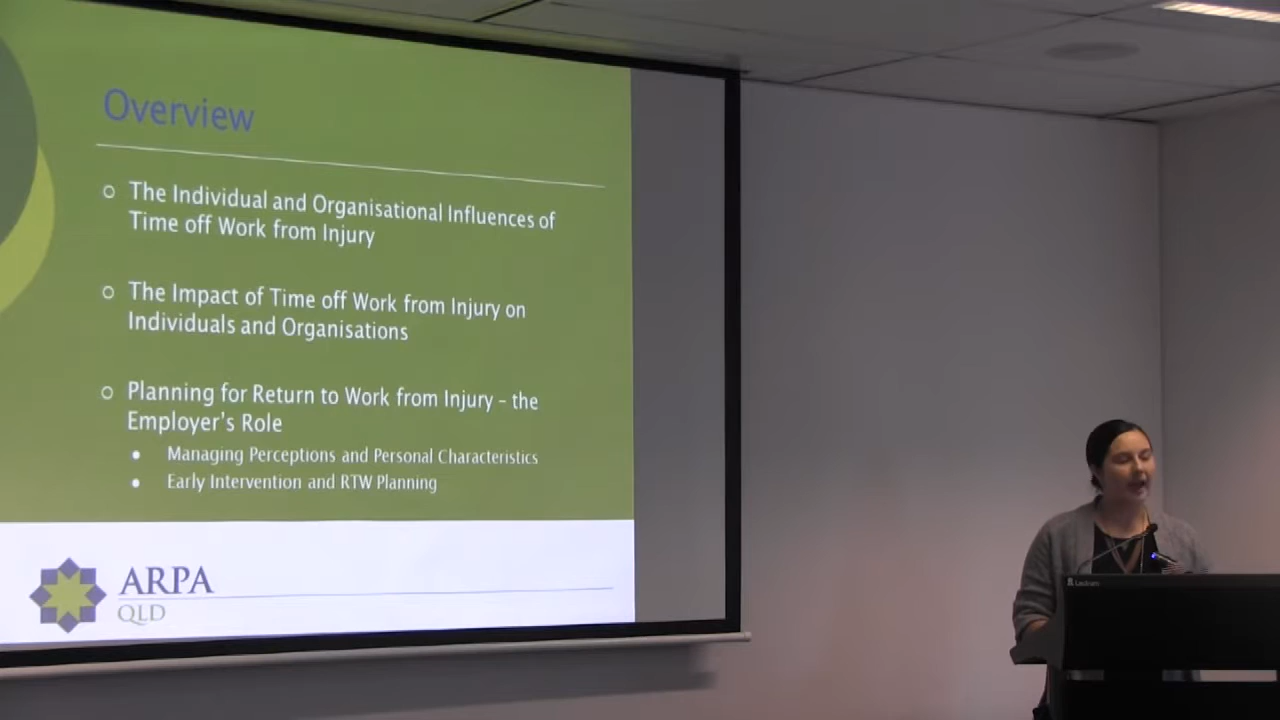 Overview
The Individual and Organisational Influences of
Time off Work from Injury
The Impact of Time off Work from Injury on
Individuals and Organisations
Planning for Return to Work from Injury – the
Employer's Role
Managing Perceptions and Personal Characteristics
Early Intervention and RTW Planning
ARPA
QLD
Lectrum